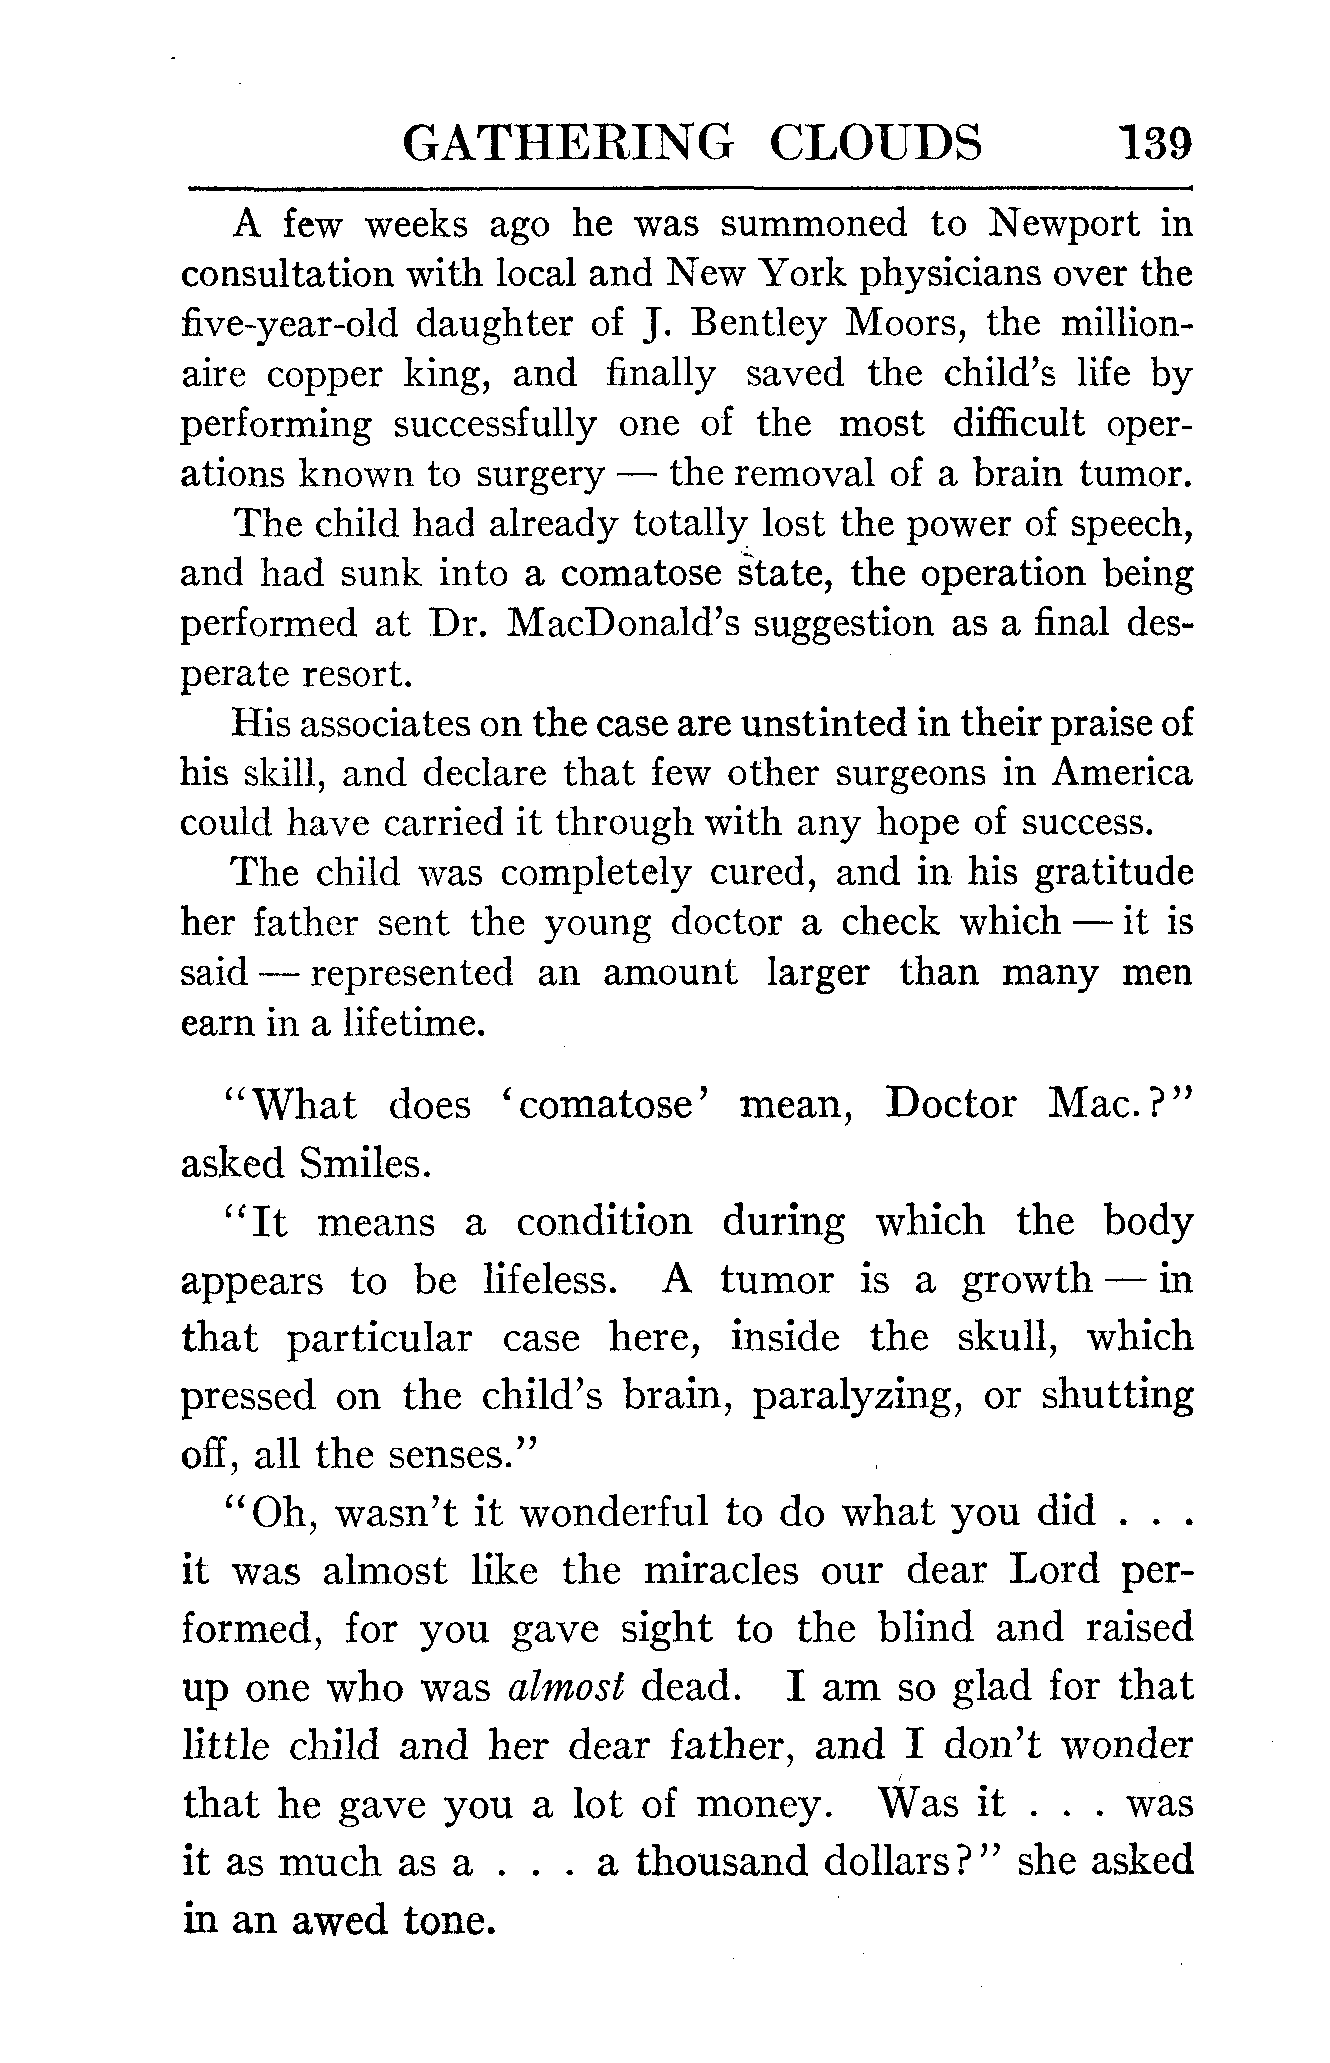 GATHERING CLOUDS 139
A few weeks ago he was summoned to Newport in
consultation with local and New York physicians over the
five-year-old daughter of J. Bentley Moors, the million-
aire copper king, and finally saved the child's life by
performing successfully one of the most difficult oper-
ations known to surgery — the removal of a brain tumor.
The child had already totally lost the power of speech,
and had sunk into a comatose state, the operation being
performed at Dr. MacDonald's suggestion as a final des-
perate resort.
His associates on the case are unstinted in their praise of
his skill, and declare that few other surgeons in America
could have carried it through with any hope of success.
The child was completely cured, and in his gratitude
her father sent the young doctor a check which — it is
said — represented an amount larger than many men
earn in a lifetime.
“What does ‘comatose’ mean, Doctor Mac.?”
asked Smiles.
“It means a condition during which the body
appears to be lifeless. A tumor is a growth — in
that particular case here, inside the skull, which
pressed on the child's brain, paralyzing, or shutting
off, all the senses.”
“Oh, wasn't it wonderful to do what you did . . .
it was almost like the miracles our dear Lord per-
formed, for you gave sight to the blind and raised
up one who was almost dead. I am so glad for that
little child and her dear father, and I don't wonder
that he gave you a lot of money. Was it . . . was
it as much as a . . . a thousand dollars?” she asked
in an awed tone.